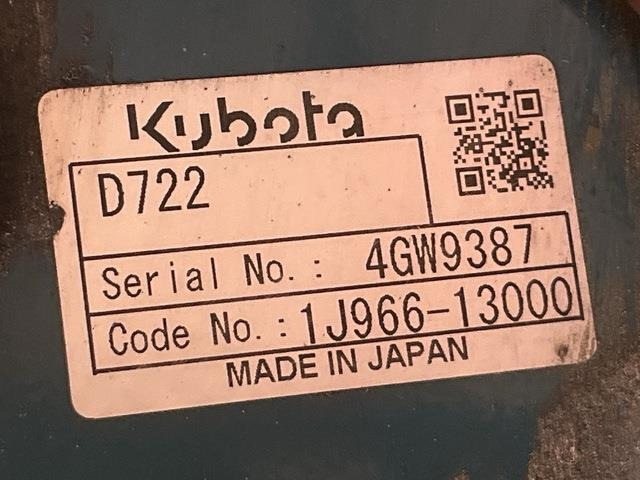 Kubota
D722
Serial No.: 4GW9387
Code No.: 1J966-13000
MADE IN JAPAN